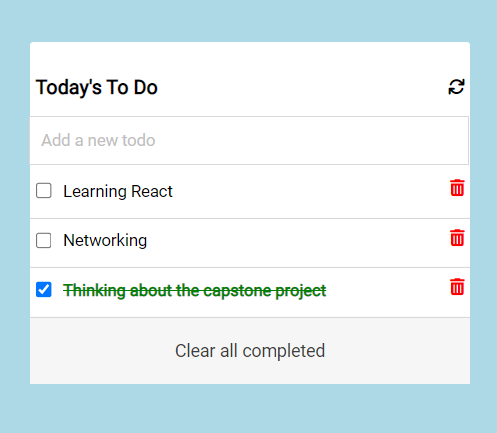 Today's To Do
Add a new todo
Learning React
Networking
Thinking about the capstone project
Clear all completed